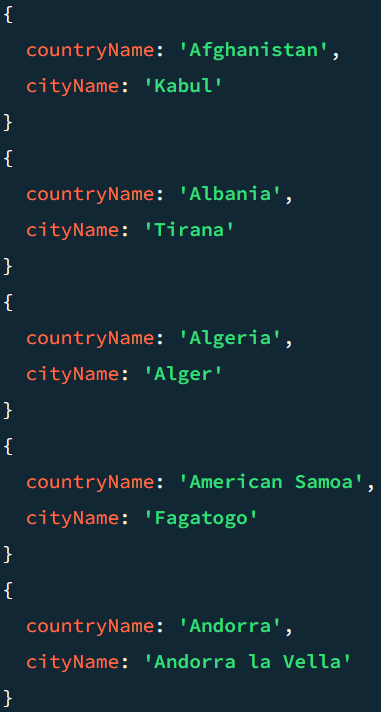 {
  countryName: 'Afghanistan',
  cityName: 'Kabul'
}
{
  countryName: 'Albania',
  cityName: 'Tirana'
}
{
  countryName: 'Algeria',
  cityName: 'Alger'
}
{
  countryName: 'American Samoa',
  cityName: 'Fagatogo'
}
{
  countryName: 'Andorra',
  cityName: 'Andorra la Vella'
}